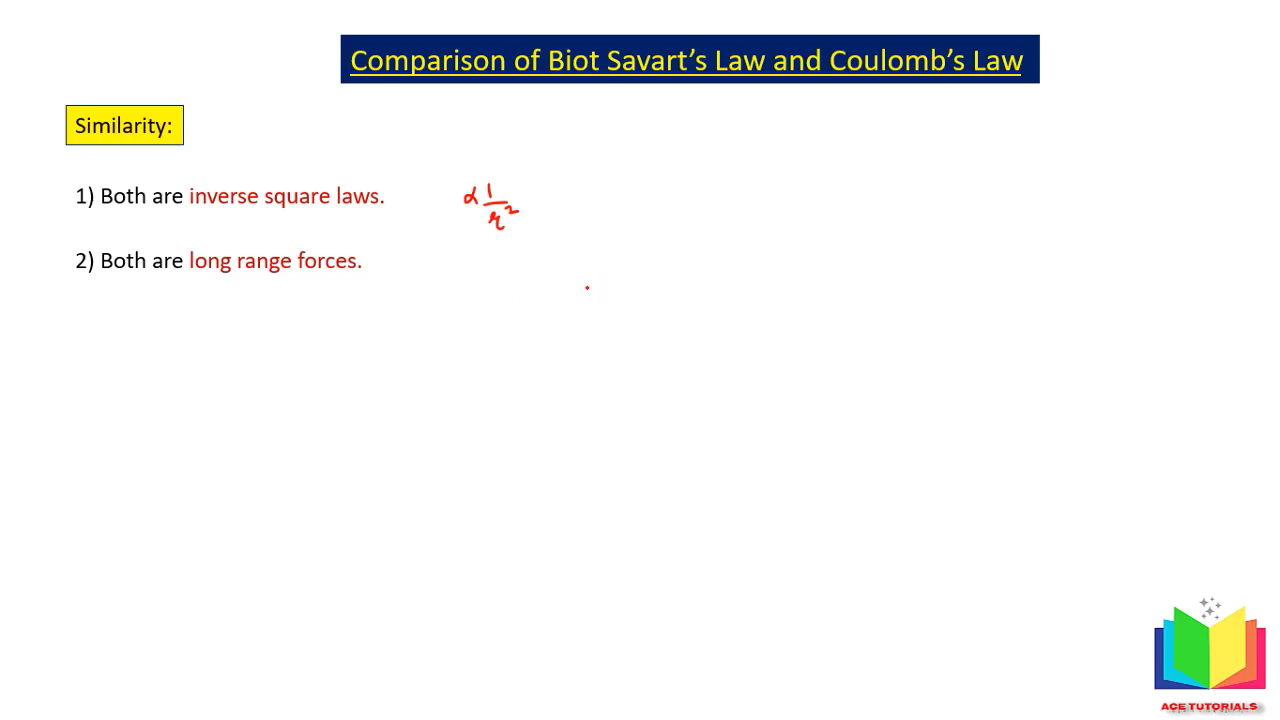 Comparison of Biot Savart’s Law and Coulomb’s Law
Similarity:
1) Both are inverse square laws. α 1/r²
2) Both are long range forces.
ACE TUTORIALS